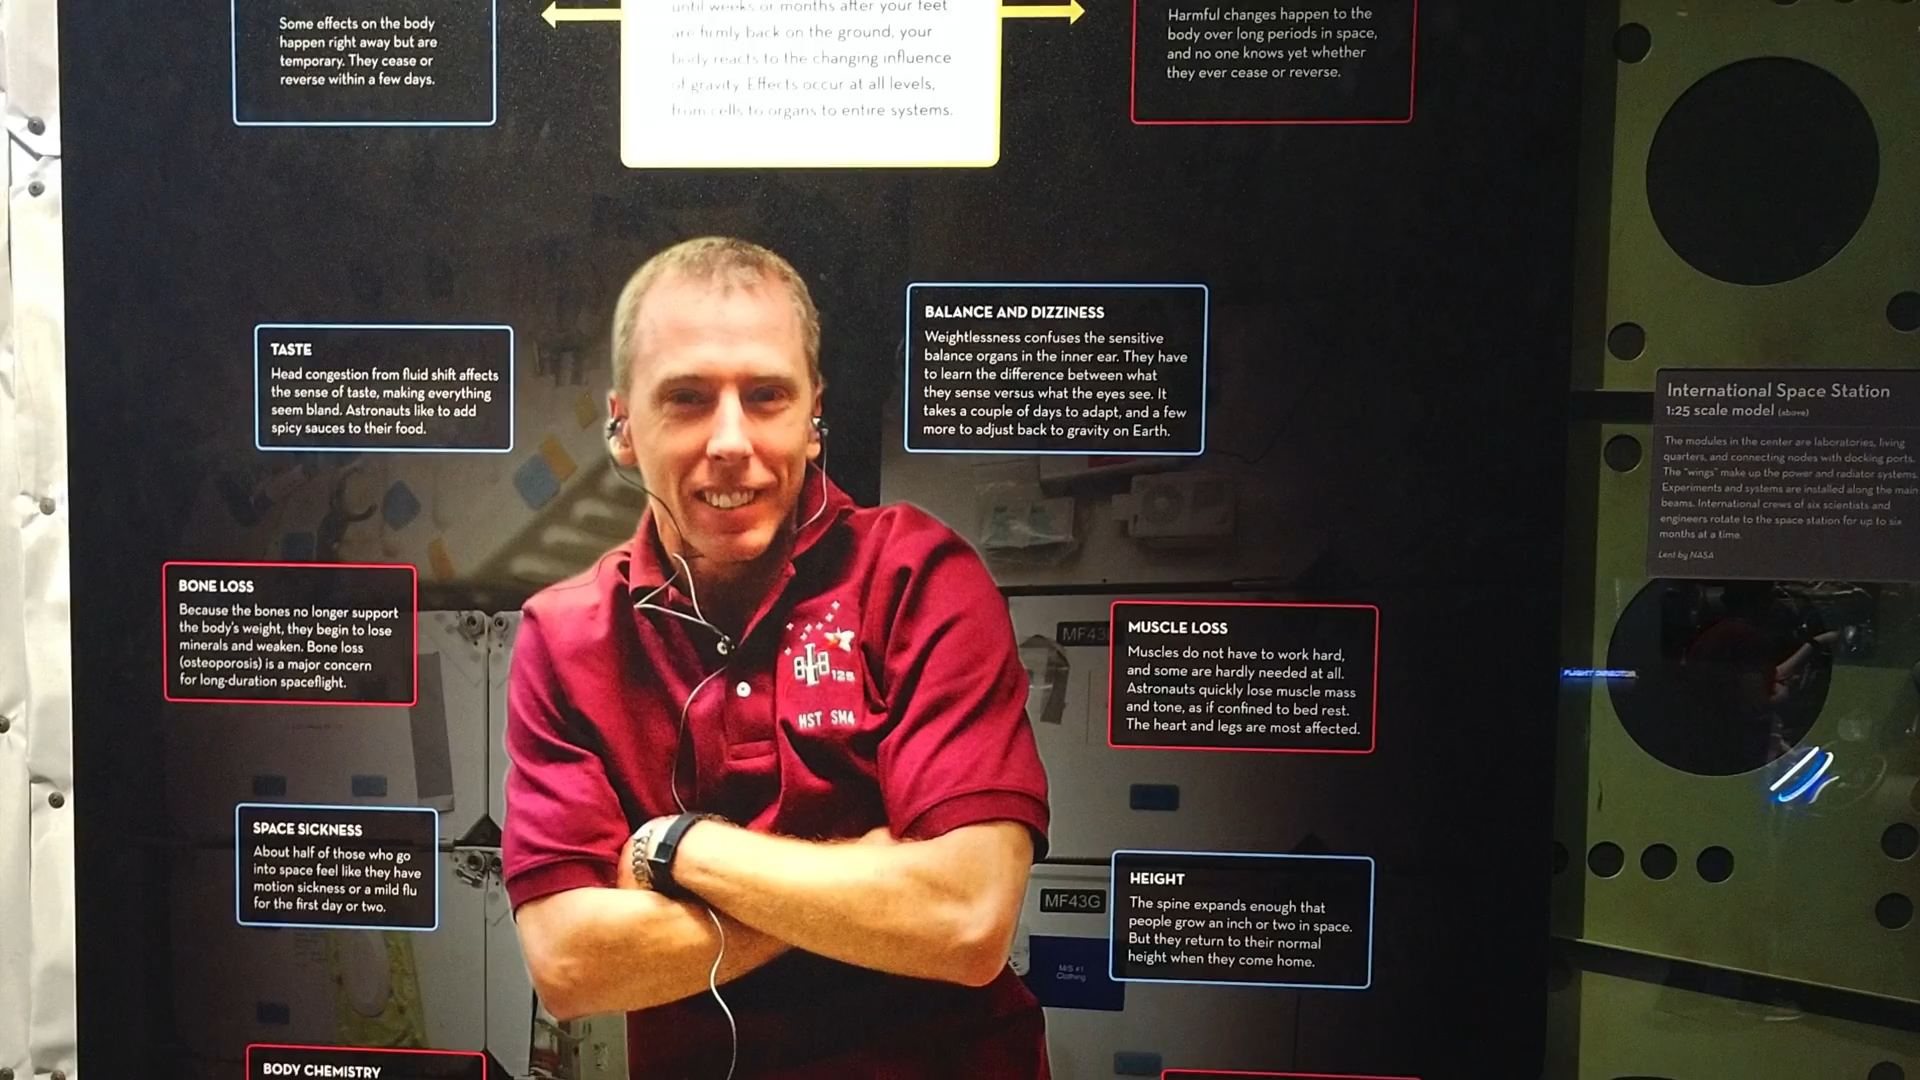 Some effects on the body
happen right away but are
temporary. They cease or
reverse within a few days.
until weeks or months after your feet
are firmly back on the ground, your
body reacts to the changing influence
of gravity. Effects occur at all levels,
from cells to organs to entire systems.
Harmful changes happen to the
body over long periods in space,
and no one knows yet whether
they ever cease or reverse.
TASTE
Head congestion from fluid shift affects
the sense of taste, making everything
seem bland. Astronauts like to add
spicy sauces to their food.
BALANCE AND DIZZINESS
Weightlessness confuses the sensitive
balance organs in the inner ear. They have
to learn the difference between what
they sense versus what the eyes see. It
takes a couple of days to adapt, and a few
more to adjust back to gravity on Earth.
International Space Station
1:25 scale model (above)
The modules in the center are laboratories, living
quarters, and connecting nodes with docking ports.
The "wings" make up the power and radiator systems.
Experiments and systems are installed along the main
beams. International crews of six scientists and
engineers rotate to the space station for up to six
months at a time.
Lent by NASA
BONE LOSS
Because the bones no longer support
the body's weight, they begin to lose
minerals and weaken. Bone loss
(osteoporosis) is a major concern
for long-duration spaceflight.
125
HST SM4
MF43
MUSCLE LOSS
Muscles do not have to work hard,
and some are hardly needed at all.
Astronauts quickly lose muscle mass
and tone, as if confined to bed rest.
The heart and legs are most affected.
FLIGHT DIRECTOR
SPACE SICKNESS
About half of those who go
into space feel like they have
motion sickness or a mild flu
for the first day or two.
MF43G
M/S #1
Clothing
HEIGHT
The spine expands enough that
people grow an inch or two in space.
But they return to their normal
height when they come home.
BODY CHEMISTRY